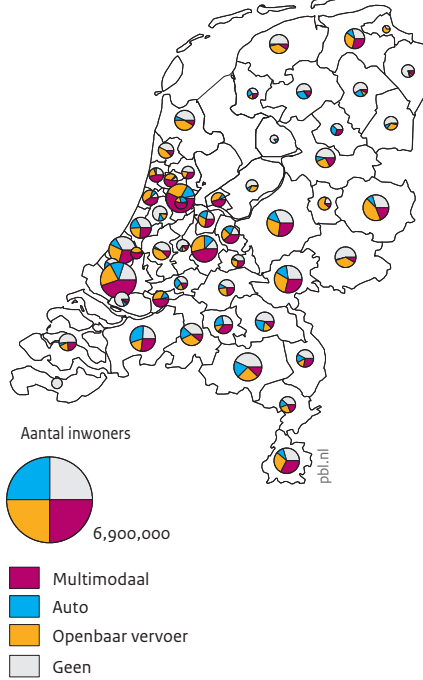 pbl.nl
Aantal inwoners
6,900,000
Multimodaal
Auto
Openbaar vervoer
Geen